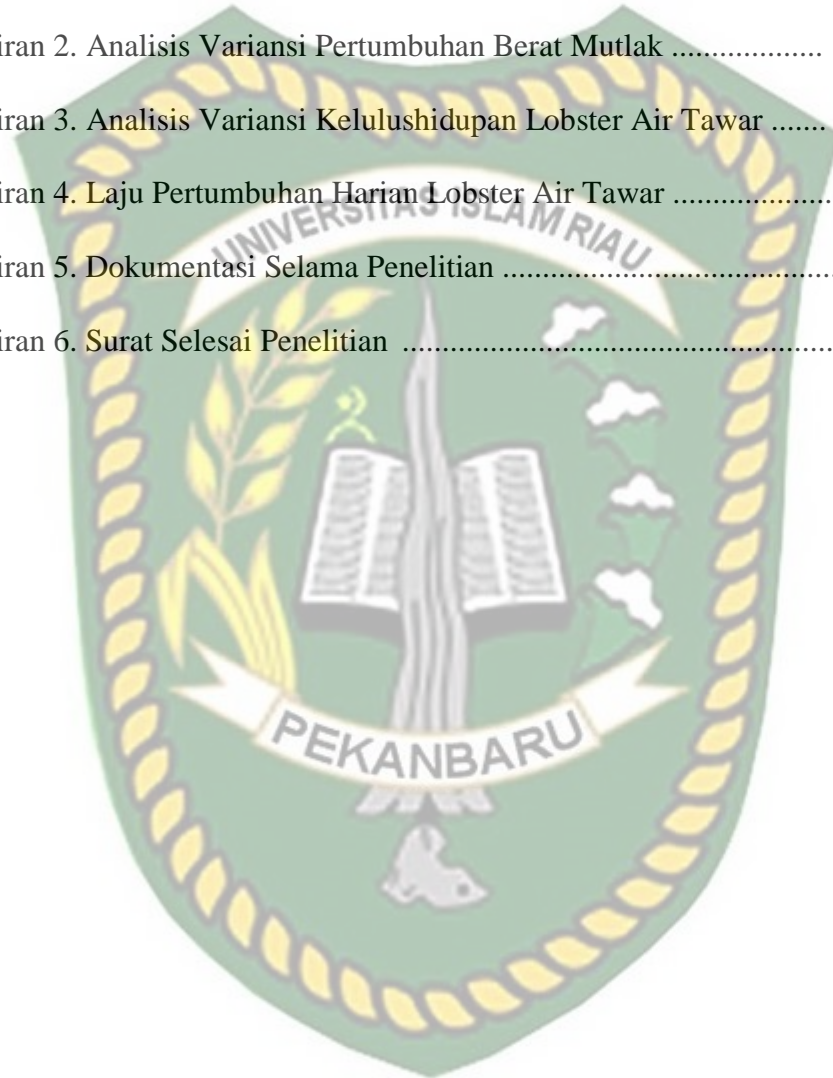 iran 2. Analisis Variansi Pertumbuhan Berat Mutlak ..................
iran 3. Analisis Variansi Kelulushidupan Lobster Air Tawar .......
iran 4. Laju Pertumbuhan Harian Lobster Air Tawar ...................
UNIVERSITAS ISLAM RIAU
iran 5. Dokumentasi Selama Penelitian ........................................
iran 6. Surat Selesai Penelitian ...................................................
PEKANBARU